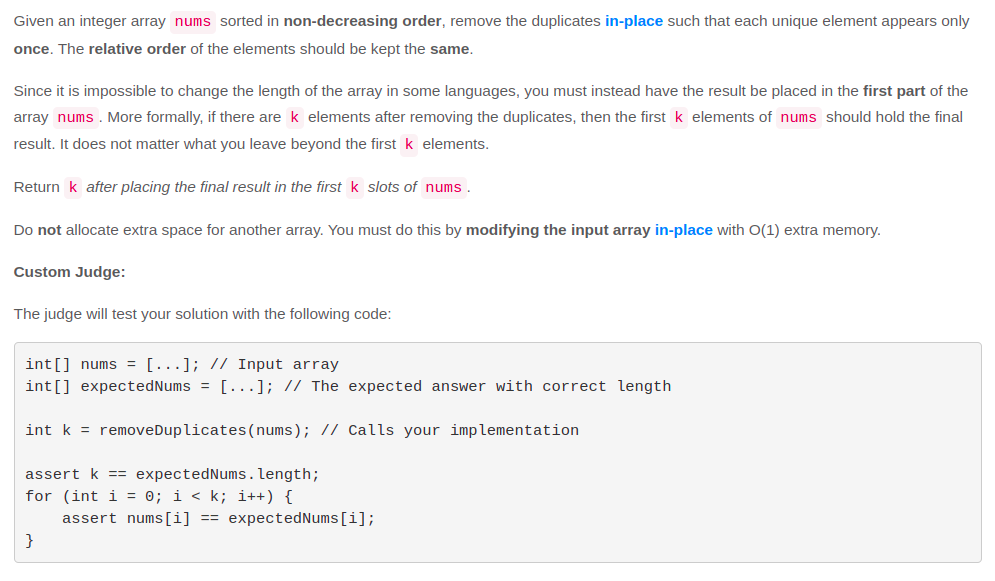 Given an integer array nums sorted in non-decreasing order, remove the duplicates in-place such that each unique element appears only
once. The relative order of the elements should be kept the same.
Since it is impossible to change the length of the array in some languages, you must instead have the result be placed in the first part of the
array nums. More formally, if there are k elements after removing the duplicates, then the first k elements of nums should hold the final
result. It does not matter what you leave beyond the first k elements.
Return k after placing the final result in the first k slots of nums.
Do not allocate extra space for another array. You must do this by modifying the input array in-place with O(1) extra memory.
Custom Judge:
The judge will test your solution with the following code:
int[] nums = [...]; // Input array
int[] expectedNums = [...]; // The expected answer with correct length
int k = removeDuplicates(nums); // Calls your implementation
assert k == expectedNums.length;
for (int i = 0; i < k; i++) {
    assert nums[i] == expectedNums[i];
}